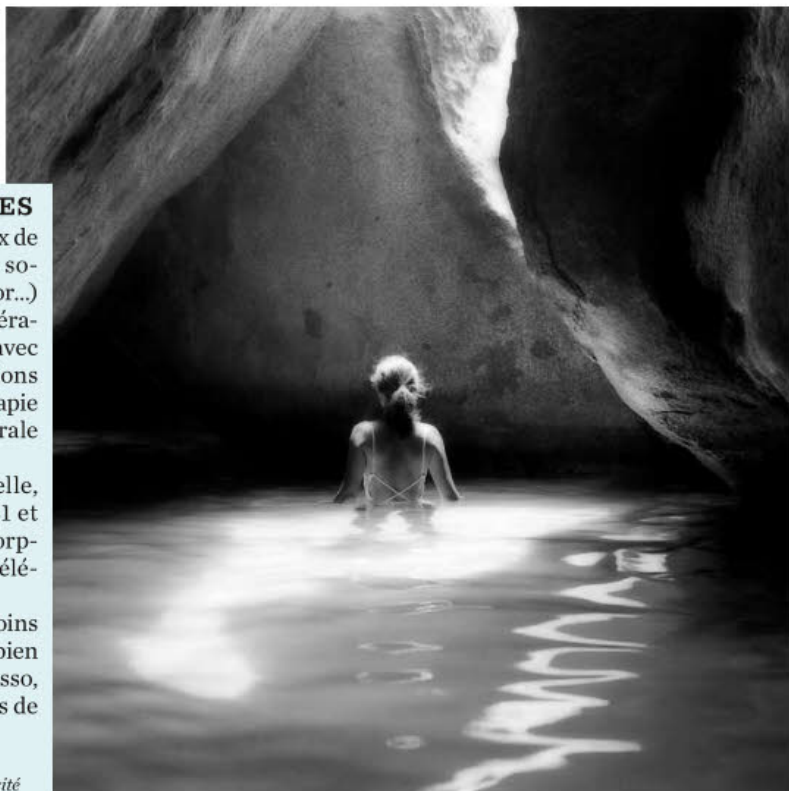 ES
x de
so-
or...)
éra-
avec
ons
apie
rale
elle,
1 et
orp-
élé-
oins
bien
sso,
s de
ité